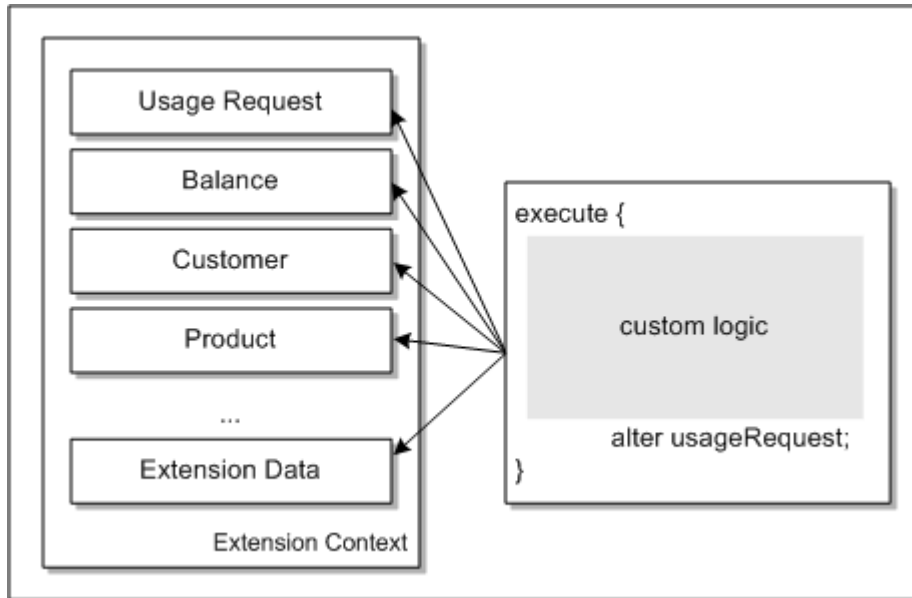 Usage Request
Balance
Customer
Product
...
Extension Data
Extension Context
execute {
custom logic
alter usageRequest;
}